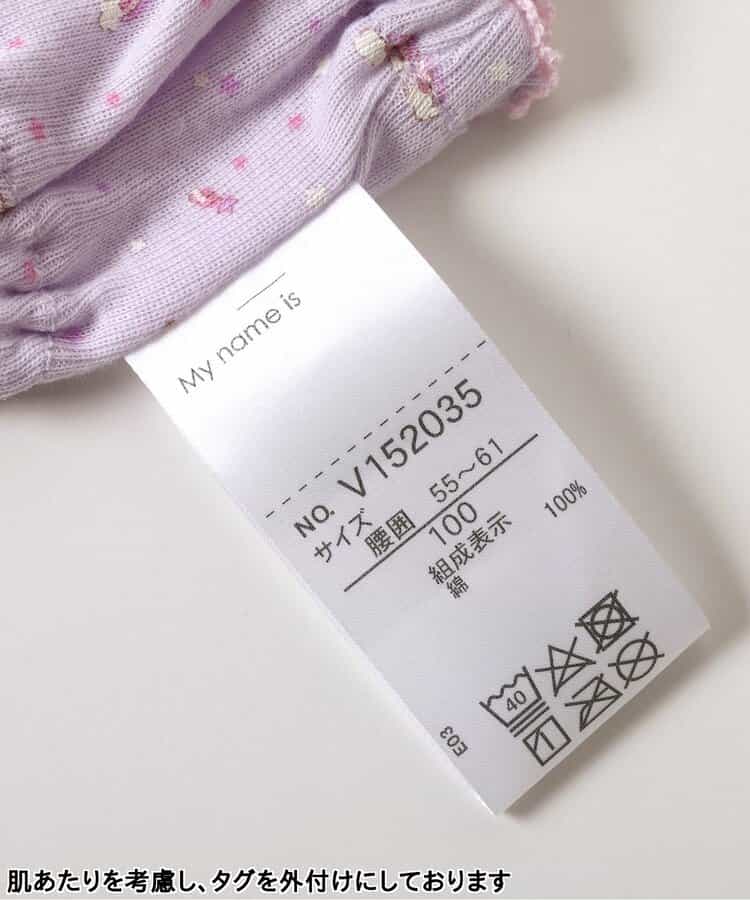 My name is
NO. V152035
サイズ
腰囲 55～61
100
組成表示
綿 100%
40
E03
肌あたりを考慮し、タグを外付けにしております